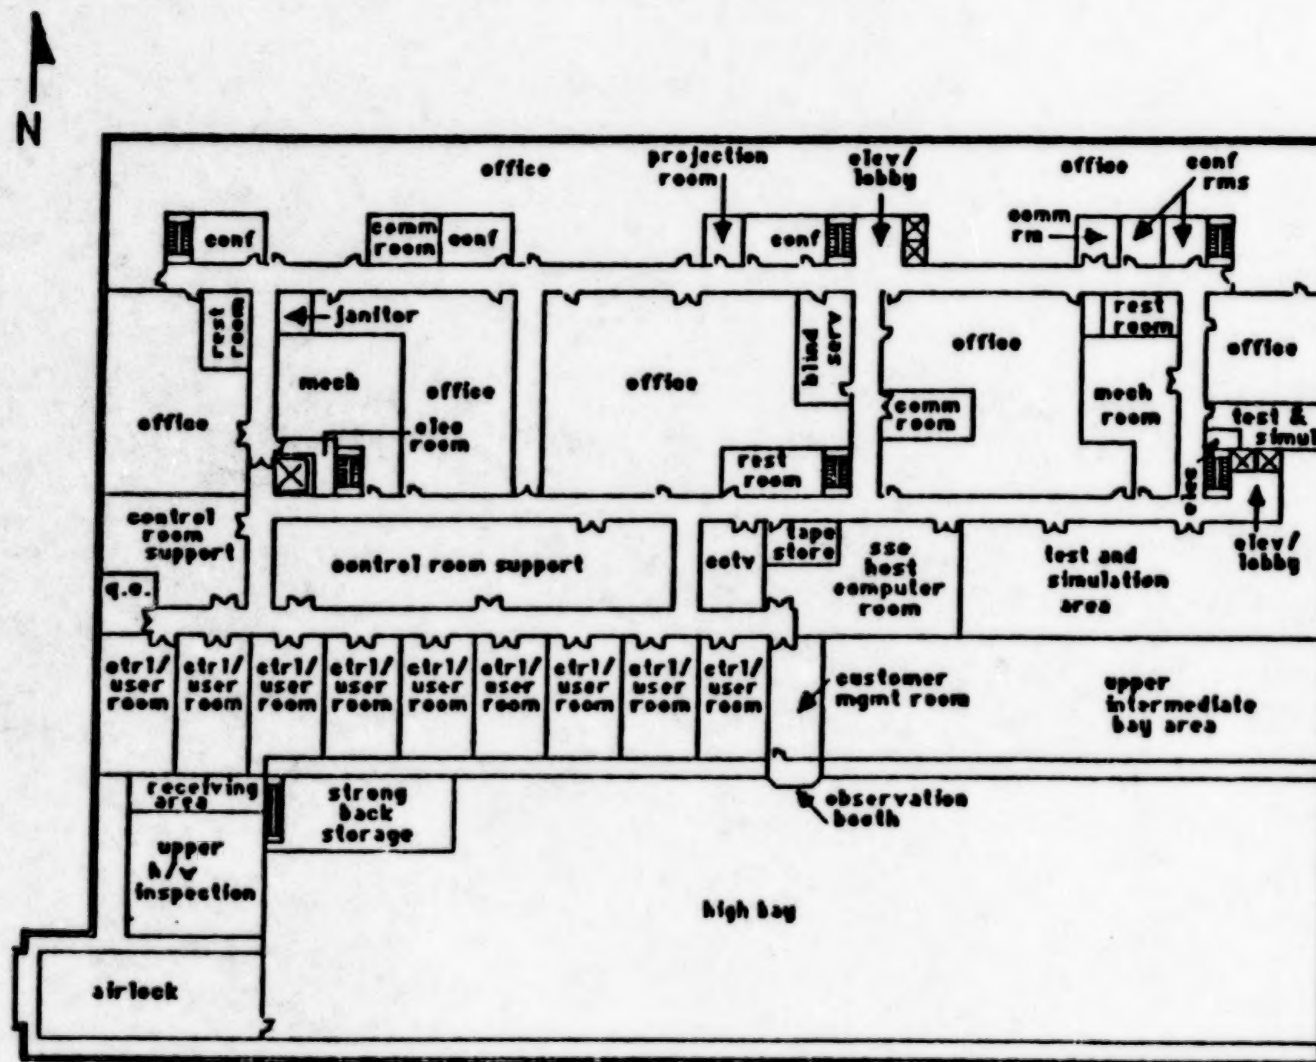 N
office
projection
room
elev/
lobby
office
conf
rms
conf
comm
room
conf
conf
comm
rm
rest
room
janitor
mech
office
office
elec
room
office
blind
serv
rest
room
office
comm
room
rest
room
mech
room
office
test &
simul
elec
elev/
lobby
control
room
support
q.c.
control room support
cctv
tape
store
sse
host
computer
room
test and
simulation
area
ctrl/
user
room
ctrl/
user
room
ctrl/
user
room
ctrl/
user
room
ctrl/
user
room
ctrl/
user
room
ctrl/
user
room
ctrl/
user
room
ctrl/
user
room
customer
mgmt room
upper
intermediate
bay area
receiving
area
strong
back
storage
observation
booth
upper
h/w
inspection
high bay
airlock